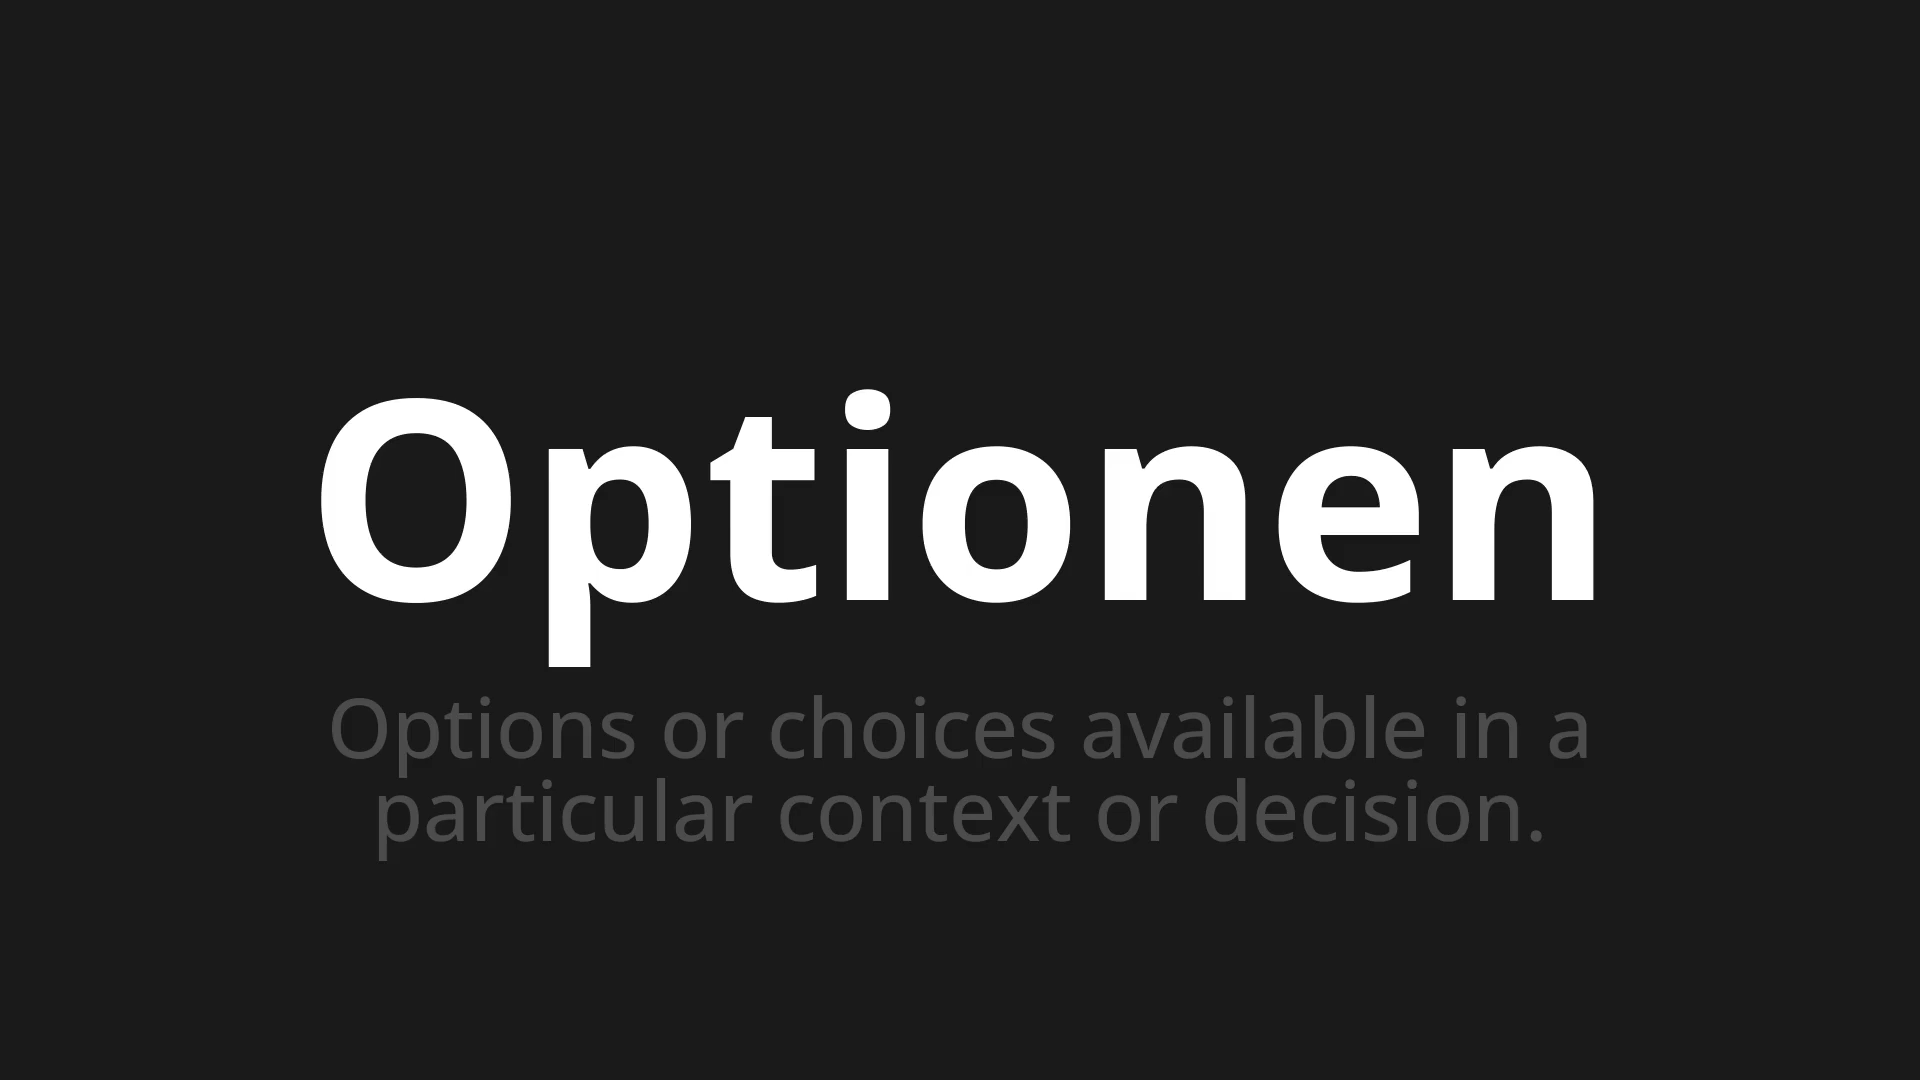 Optionen
Options or choices available in a
particular context or decision.